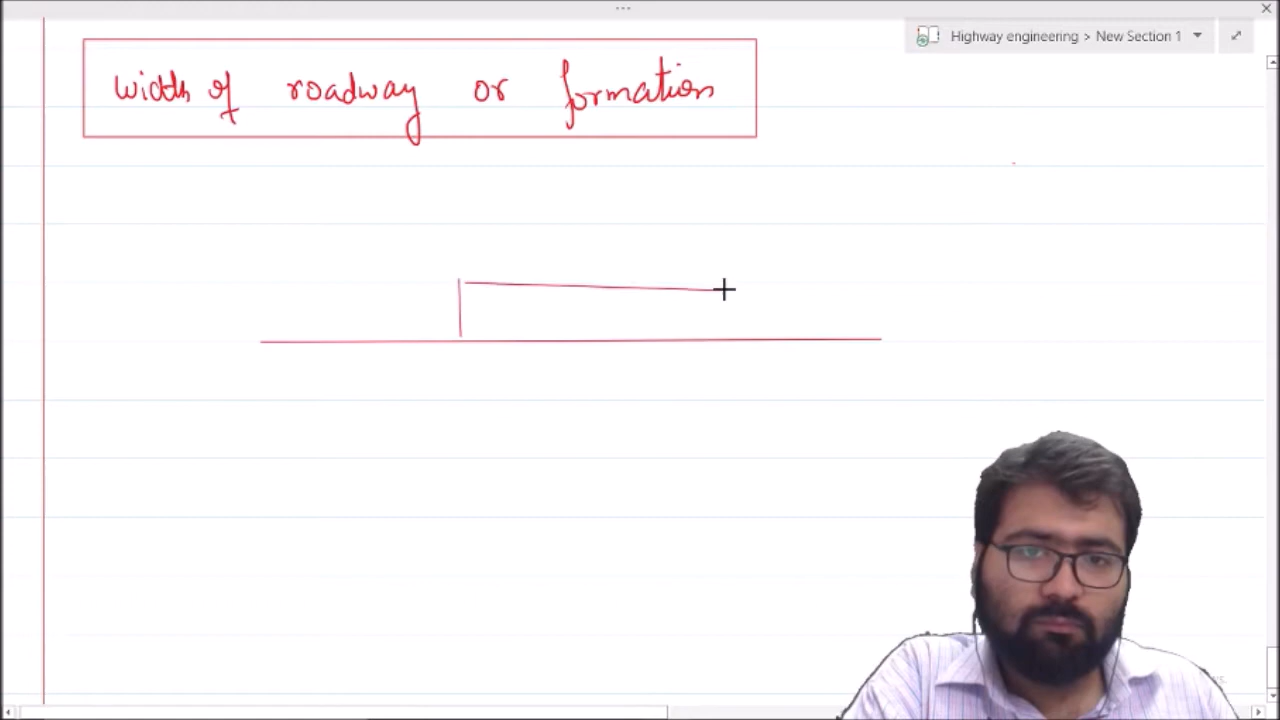 Highway engineering > New Section 1
width of roadway or formation